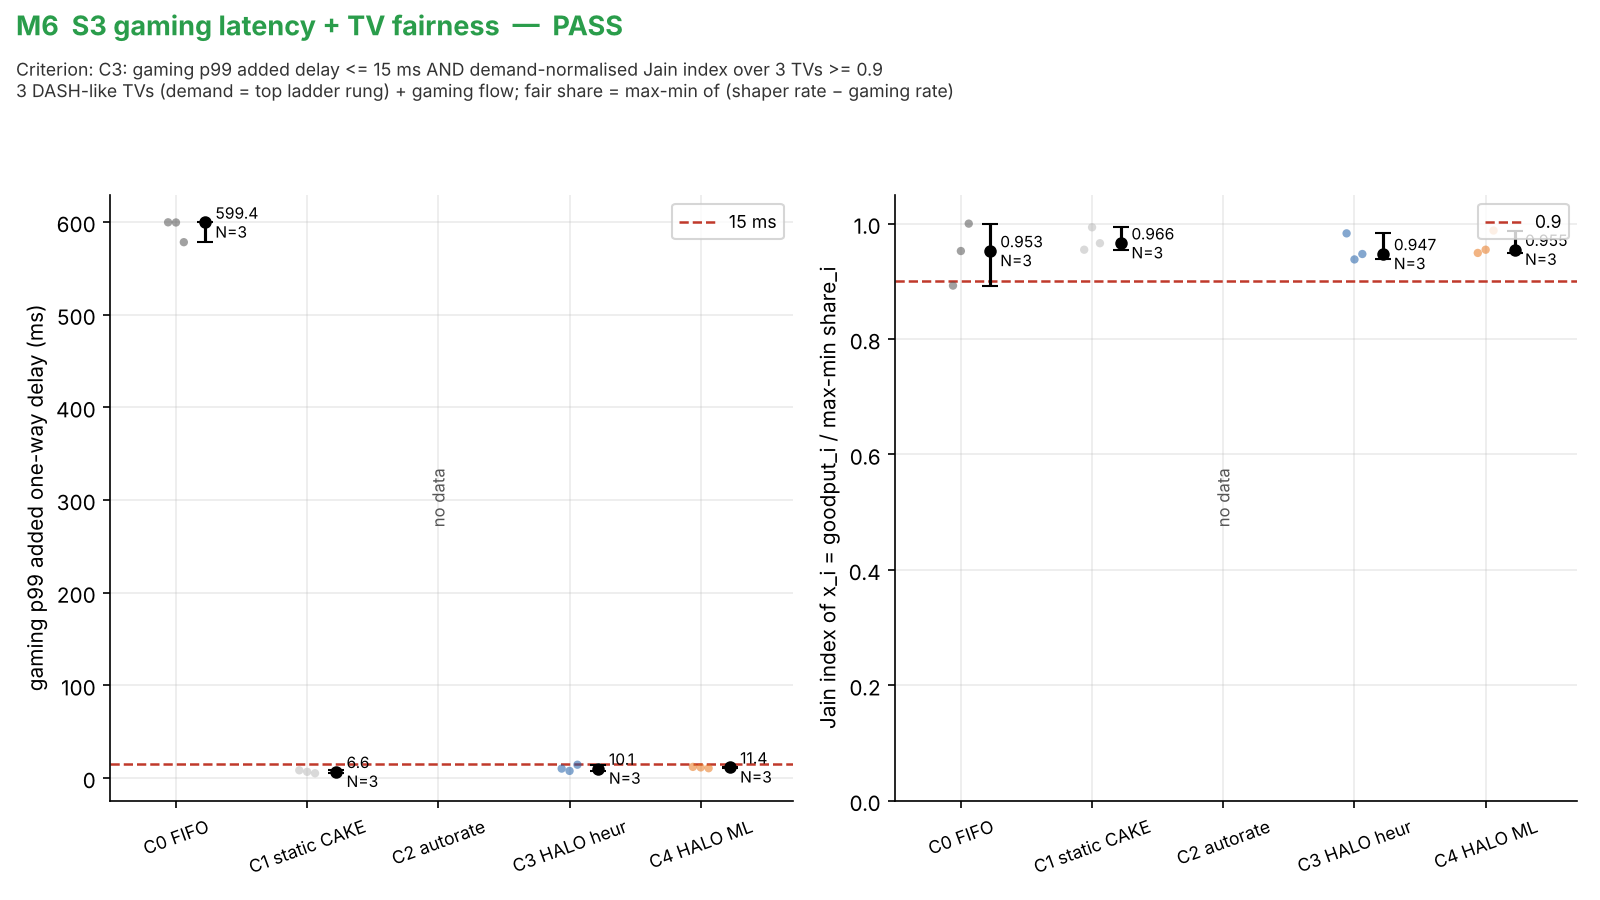 M6 S3 gaming latency + TV fairness — PASS
Criterion: C3: gaming p99 added delay <= 15 ms AND demand-normalised Jain index over 3 TVs >= 0.9
3 DASH-like TVs (demand = top ladder rung) + gaming flow; fair share = max-min of (shaper rate − gaming rate)
gaming p99 added one-way delay (ms)
600
500
400
300
200
100
0
599.4
N=3
6.6
N=3
no data
10.1
N=3
11.4
N=3
15 ms
C0 FIFO
C1 static CAKE
C2 autorate
C3 HALO heur
C4 HALO ML
Jain index of x_i = goodput_i / max-min share_i
1.0
0.8
0.6
0.4
0.2
0.0
0.953
N=3
0.966
N=3
no data
0.947
N=3
0.955
N=3
0.9
C0 FIFO
C1 static CAKE
C2 autorate
C3 HALO heur
C4 HALO ML